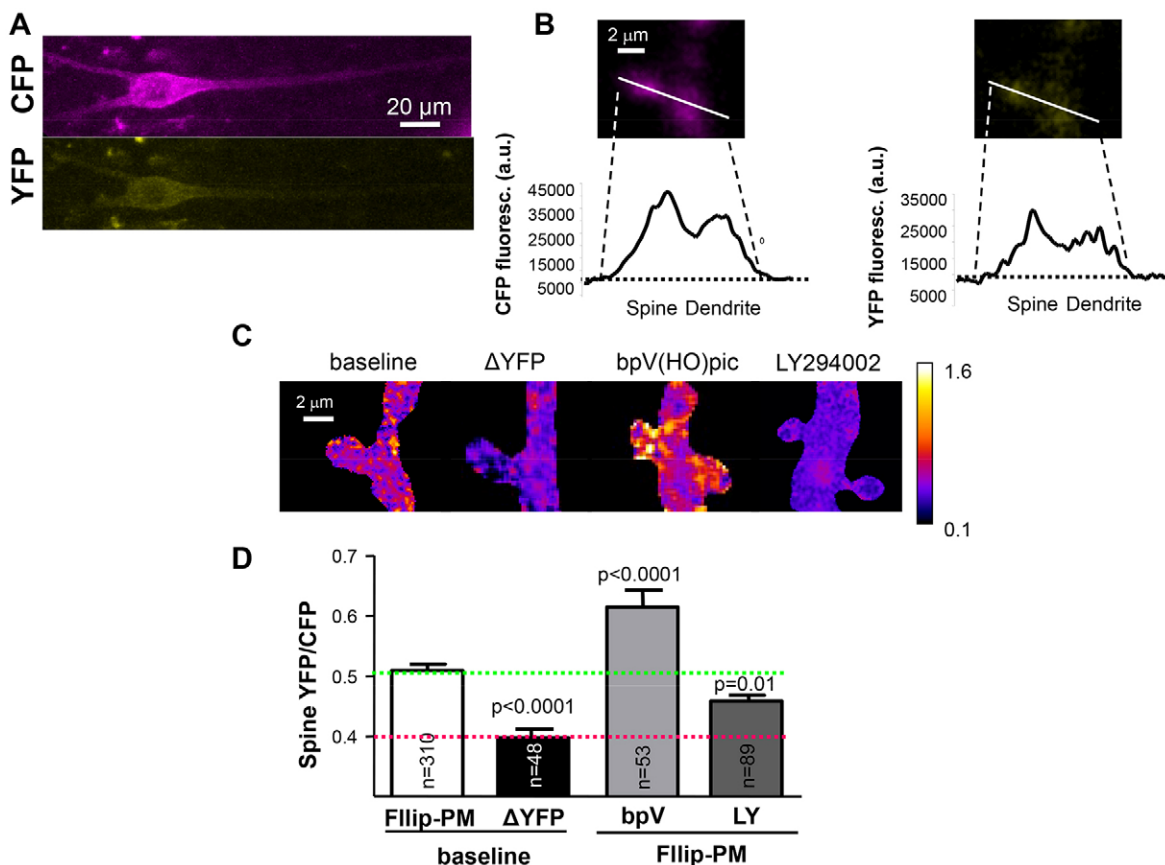 A
CFP
20 µm
YFP
B
2 µm
CFP fluoresc. (a.u.)
45000
35000
25000
15000
5000
0
Spine Dendrite
YFP fluoresc. (a.u.)
45000
35000
25000
15000
5000
Spine Dendrite
C
baseline ΔYFP bpV(HO)pic LY294002
2 µm
1.6
0.1
D
Spine YFP/CFP
0.7
0.6
0.5
0.4
p<0.0001
p<0.0001
p=0.01
n=310
n=48
n=53
n=89
FIlip-PM ΔYFP bpV LY
baseline FIlip-PM